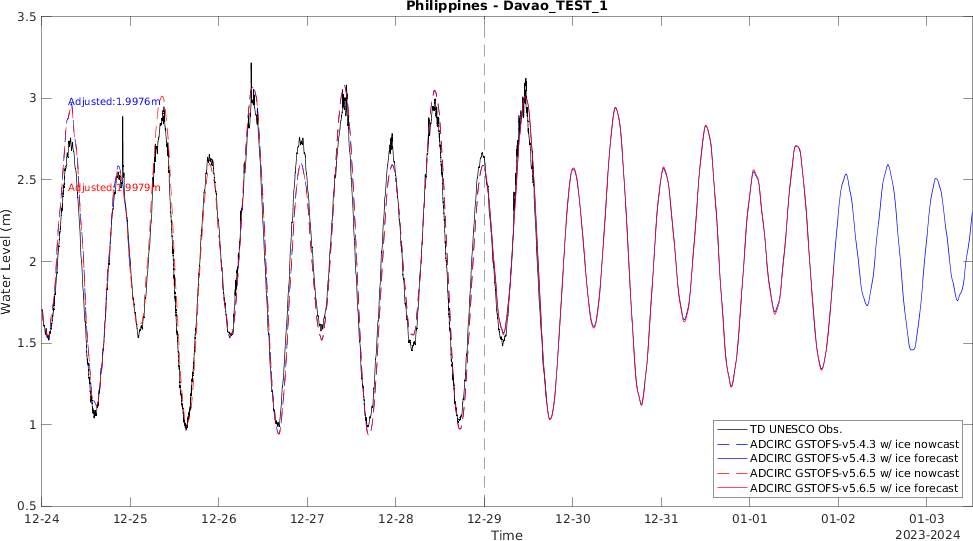 Philippines - Davao_TEST_1
3.5
3
2.5
2
1.5
1
0.5
Water Level (m)
Adjusted:1.9976m
Adjusted:1.9979m
TD UNESCO Obs.
ADCIRC GSTOFS-v5.4.3 w/ ice nowcast
ADCIRC GSTOFS-v5.4.3 w/ ice forecast
ADCIRC GSTOFS-v5.6.5 w/ ice nowcast
ADCIRC GSTOFS-v5.6.5 w/ ice forecast
12-24 12-25 12-26 12-27 12-28 12-29 12-30 12-31 01-01 01-02 01-03
Time
2023-2024